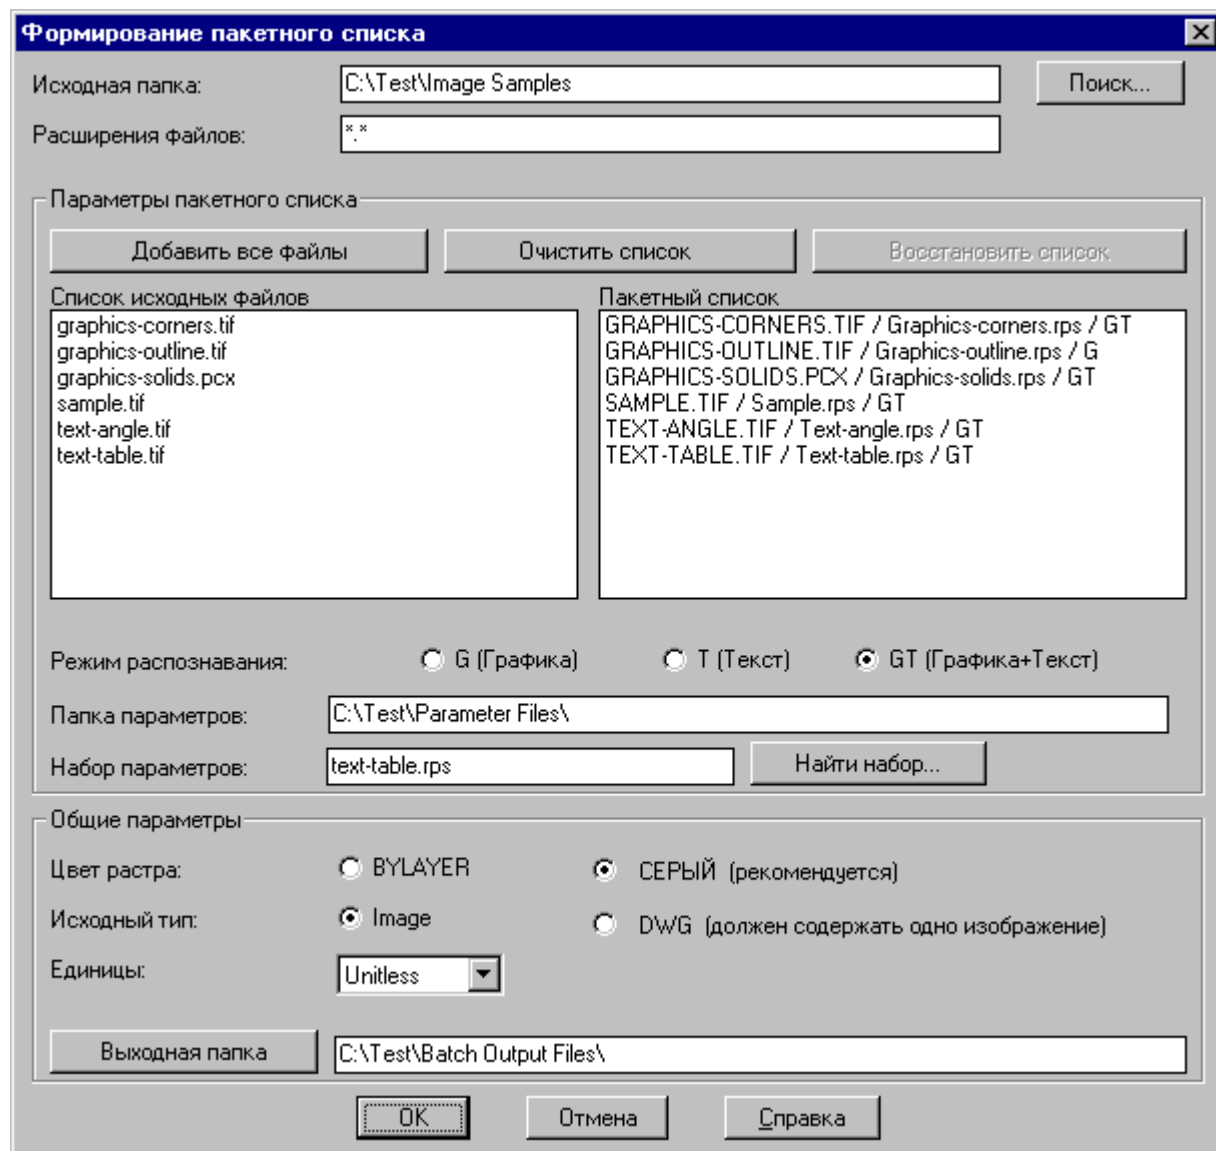 Формирование пакетного списка
Исходная папка: C:\Test\Image Samples Поиск...
Расширения файлов: *.*
Параметры пакетного списка
Добавить все файлы Очистить список Восстановить список
Список исходных файлов
graphics-corners.tif
graphics-outline.tif
graphics-solids.pcx
sample.tif
text-angle.tif
text-table.tif
Пакетный список
GRAPHICS-CORNERS.TIF / Graphics-corners.rps / GT
GRAPHICS-OUTLINE.TIF / Graphics-outline.rps / G
GRAPHICS-SOLIDS.PCX / Graphics-solids.rps / GT
SAMPLE.TIF / Sample.rps / GT
TEXT-ANGLE.TIF / Text-angle.rps / GT
TEXT-TABLE.TIF / Text-table.rps / GT
Режим распознавания: G (Графика) T (Текст) GT (Графика+Текст)
Папка параметров: C:\Test\Parameter Files\
Набор параметров: text-table.rps Найти набор...
Общие параметры
Цвет растра: BYLAYER СЕРЫЙ (рекомендуется)
Исходный тип: Image DWG (должен содержать одно изображение)
Единицы: Unitless
Выходная папка C:\Test\Batch Output Files\
OK Отмена Справка